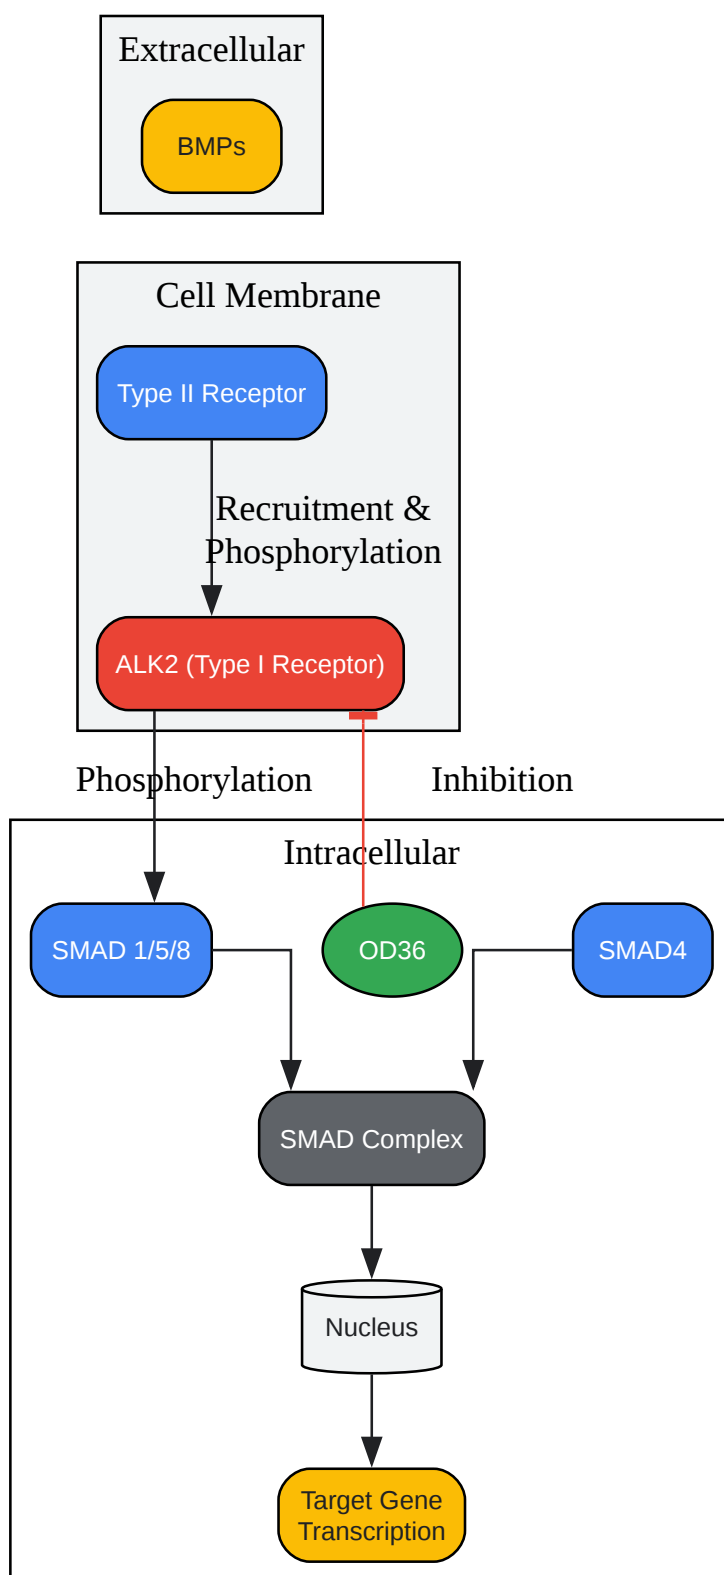 Extracellular
BMPs
Cell Membrane
Type II Receptor
Recruitment &
Phosphorylation
ALK2 (Type I Receptor)
Phosphorylation
Inhibition
Intracellular
SMAD 1/5/8
OD36
SMAD4
SMAD Complex
Nucleus
Target Gene
Transcription